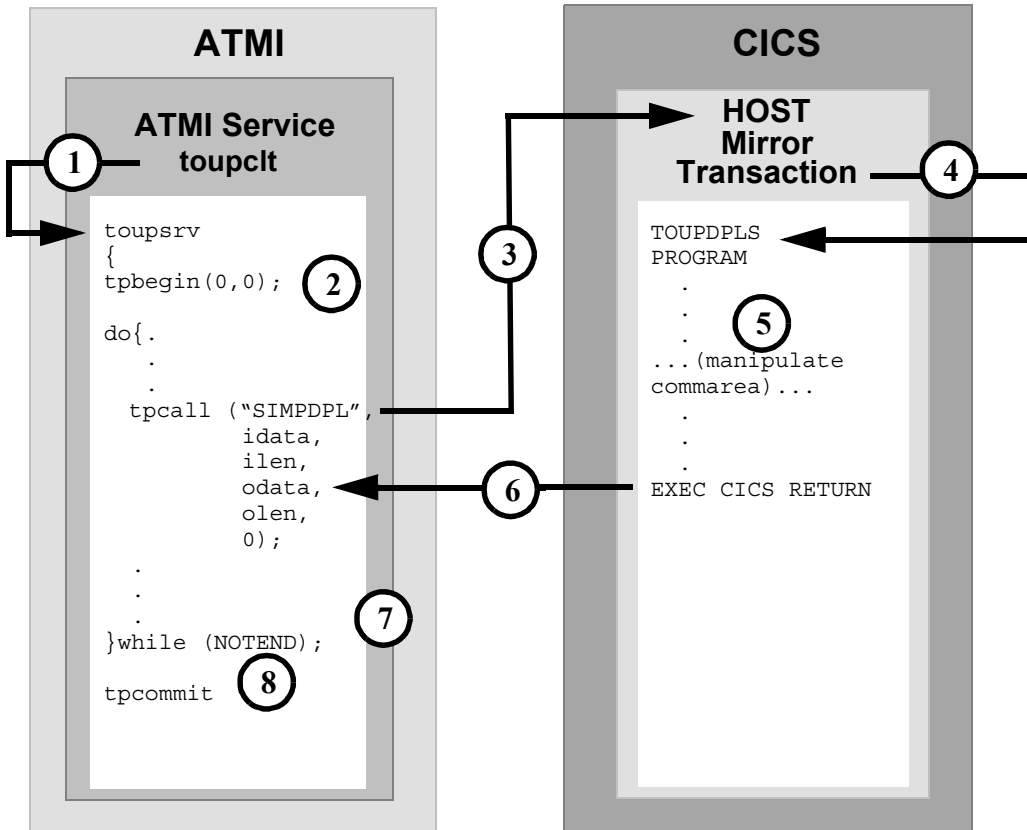 ATMI
ATMI Service
toupclt
1
toupsrv
{
tpbegin(0,0);
2
do{.
.
.
tpcall (“SIMPDPL”,
idata,
ilen,
odata,
olen,
0);
.
.
.
}while (NOTEND);
7
tpcommit
8
3
6
CICS
HOST
Mirror
Transaction
4
TOUPDPLS
PROGRAM
.
.
.
5
...(manipulate
commarea)...
.
.
.
EXEC CICS RETURN